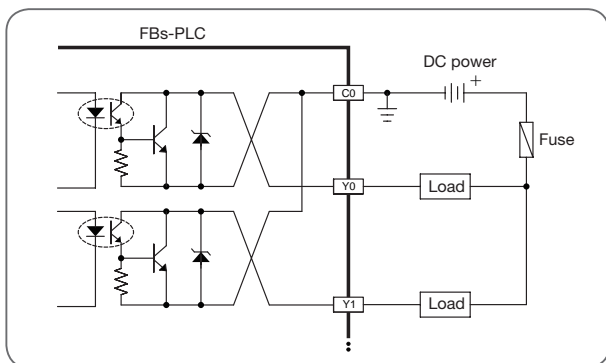 FBs-PLC
DC power
C0
+
Fuse
Y0
Load
Y1
Load